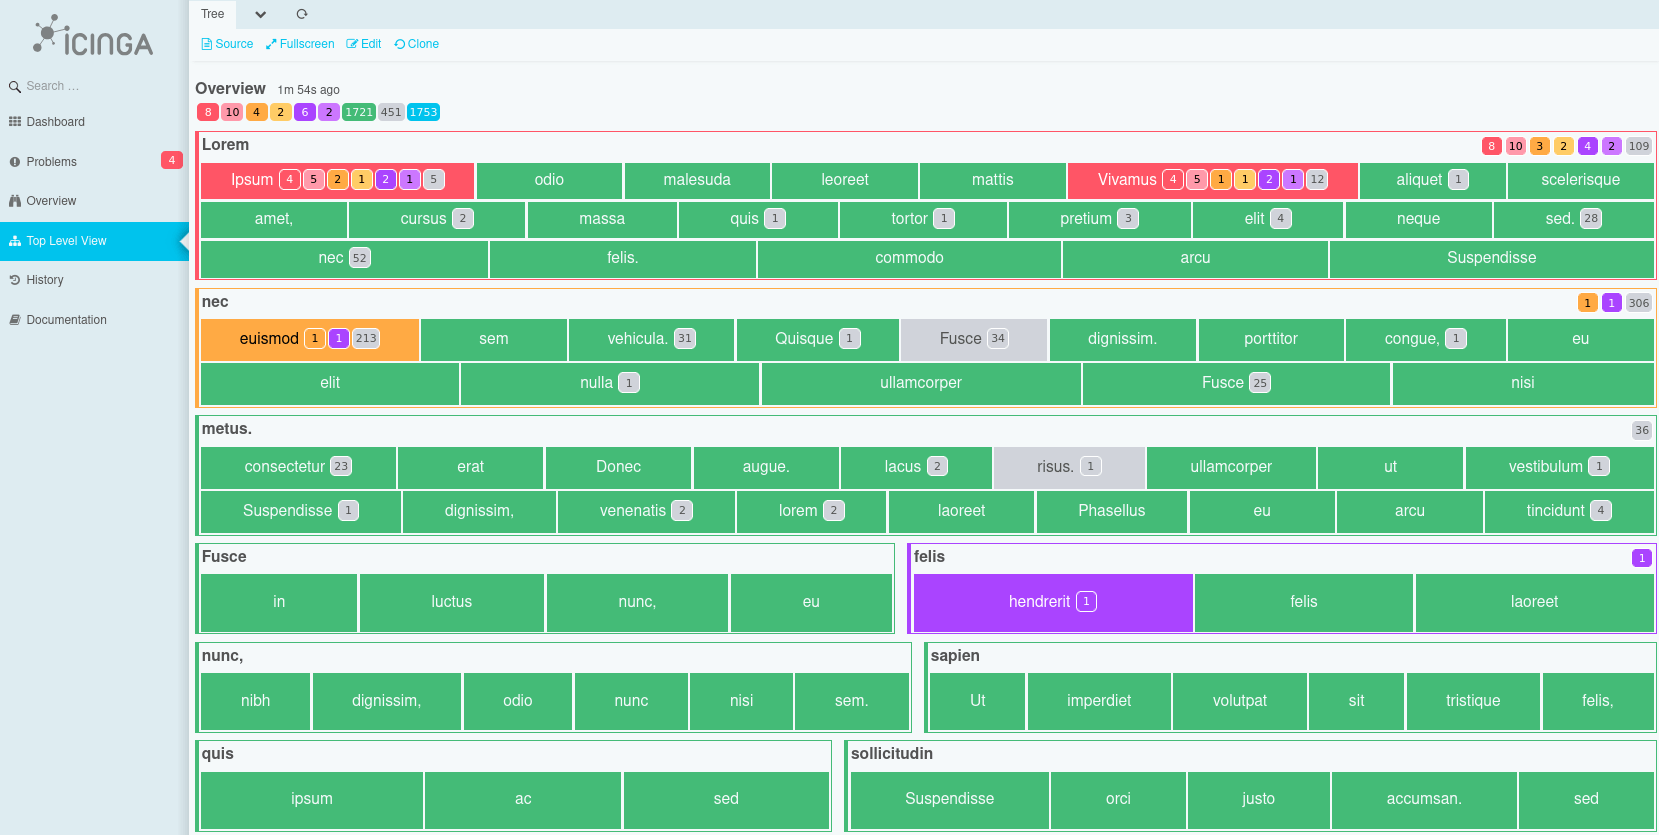 ICINGA
Search …
Dashboard
Problems 4
Overview
Top Level View
History
Documentation
Tree
Source Fullscreen Edit Clone
Overview 1m 54s ago
8 10 4 2 6 2 1721 451 1753
Lorem 8 10 3 2 4 2 109
Ipsum 4 5 2 1 2 1 5 odio malesuda leoreet mattis Vivamus 4 5 1 1 2 1 12 aliquet 1 scelerisque
amet, cursus 2 massa quis 1 tortor 1 pretium 3 elit 4 neque sed. 28
nec 52 felis. commodo arcu Suspendisse
nec 1 1 306
euismod 1 1 213 sem vehicula. 31 Quisque 1 Fusce 34 dignissim. porttitor congue, 1 eu
elit nulla 1 ullamcorper Fusce 25 nisi
metus. 36
consectetur 23 erat Donec augue. lacus 2 risus. 1 ullamcorper ut vestibulum 1
Suspendisse 1 dignissim, venenatis 2 lorem 2 laoreet Phasellus eu arcu tincidunt 4
Fusce
in luctus nunc, eu
felis 1
hendrerit 1 felis laoreet
nunc,
nibh dignissim, odio nunc nisi sem.
sapien
Ut imperdiet volutpat sit tristique felis,
quis
ipsum ac sed
sollicitudin
Suspendisse orci justo accumsan. sed